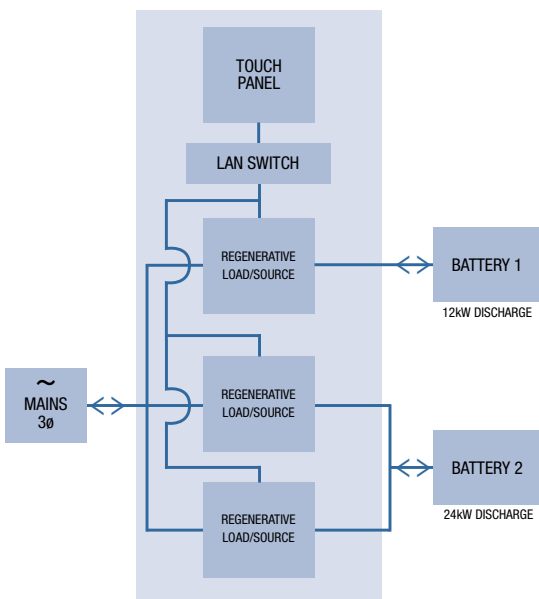 TOUCH
PANEL
LAN SWITCH
REGENERATIVE
LOAD/SOURCE
BATTERY 1
12kW DISCHARGE
~
MAINS
3ø
REGENERATIVE
LOAD/SOURCE
BATTERY 2
24kW DISCHARGE
REGENERATIVE
LOAD/SOURCE